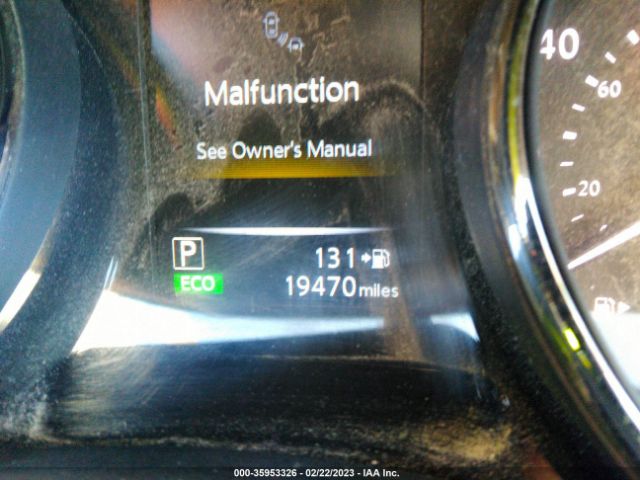 Malfunction
See Owner's Manual
P
131
ECO
19470 miles
40
60
20
000-35953326 - 02/22/2023 - IAA Inc.